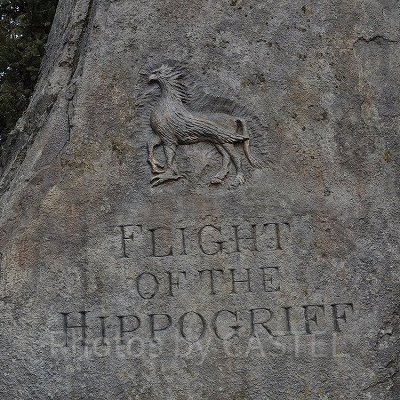 FLIGHT
OF THE
HIPPOGRIFF
Photos by CASTEL